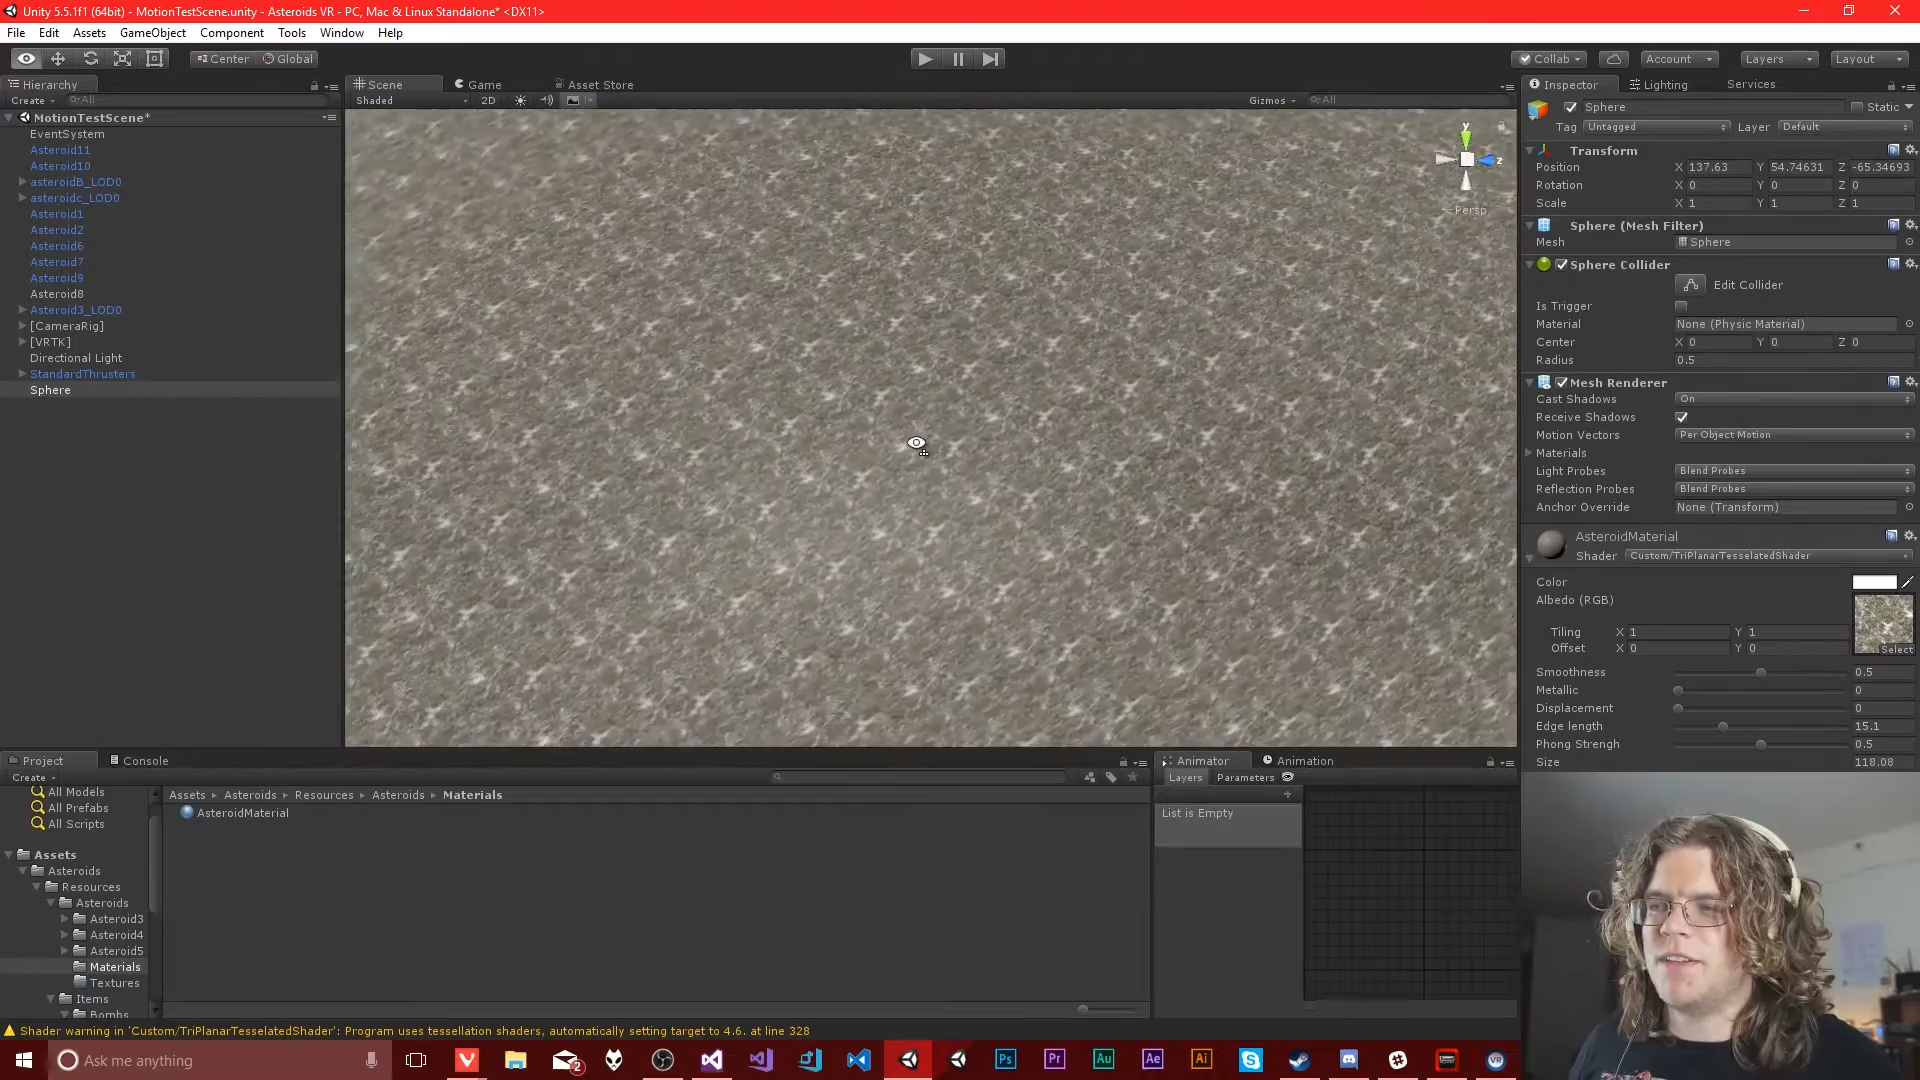 Unity 5.5.1f1 (64bit) - MotionTestScene.unity - Asteroids VR - PC, Mac & Linux Standalone* <DX11>
File Edit Assets GameObject Component Tools Window Help
Center Global Collab Account Layers Layout
Hierarchy
Create All
MotionTestScene*
EventSystem
Asteroid11
Asteroid10
asteroidB_LOD0
asteroidc_LOD0
Asteroid1
Asteroid2
Asteroid6
Asteroid7
Asteroid9
Asteroid8
Asteroid3_LOD0
[CameraRig]
[VRTK]
Directional Light
StandardThrusters
Sphere
Scene Game Asset Store
Shaded 2D Gizmos All
y
z
Persp
Inspector Lighting Services
Sphere Static
Tag Untagged Layer Default
Transform
Position X 137.63 Y 54.74631 Z -65.34693
Rotation X 0 Y 0 Z 0
Scale X 1 Y 1 Z 1
Sphere (Mesh Filter)
Mesh Sphere
Sphere Collider
Edit Collider
Is Trigger
Material None (Physic Material)
Center X 0 Y 0 Z 0
Radius 0.5
Mesh Renderer
Cast Shadows On
Receive Shadows
Motion Vectors Per Object Motion
Materials
Light Probes Blend Probes
Reflection Probes Blend Probes
Anchor Override None (Transform)
AsteroidMaterial
Shader Custom/TriPlanarTesselatedShader
Color
Albedo (RGB)
Tiling X 1 Y 1
Offset X 0 Y 0
Select
Smoothness 0.5
Metallic 0
Displacement 0
Edge length 15.1
Phong Strengh 0.5
Size 118.08
Project Console
Create
All Models
All Prefabs
All Scripts
Assets
Asteroids
Resources
Asteroids
Asteroid3
Asteroid4
Asteroid5
Materials
Textures
Items
Bombs
Assets Asteroids Resources Asteroids Materials
AsteroidMaterial
Animator Animation
Layers Parameters
List is Empty
Shader warning in 'Custom/TriPlanarTesselatedShader': Program uses tessellation shaders, automatically setting target to 4.6. at line 328
Ask me anything
2
Ps Pr Au Ae Ai